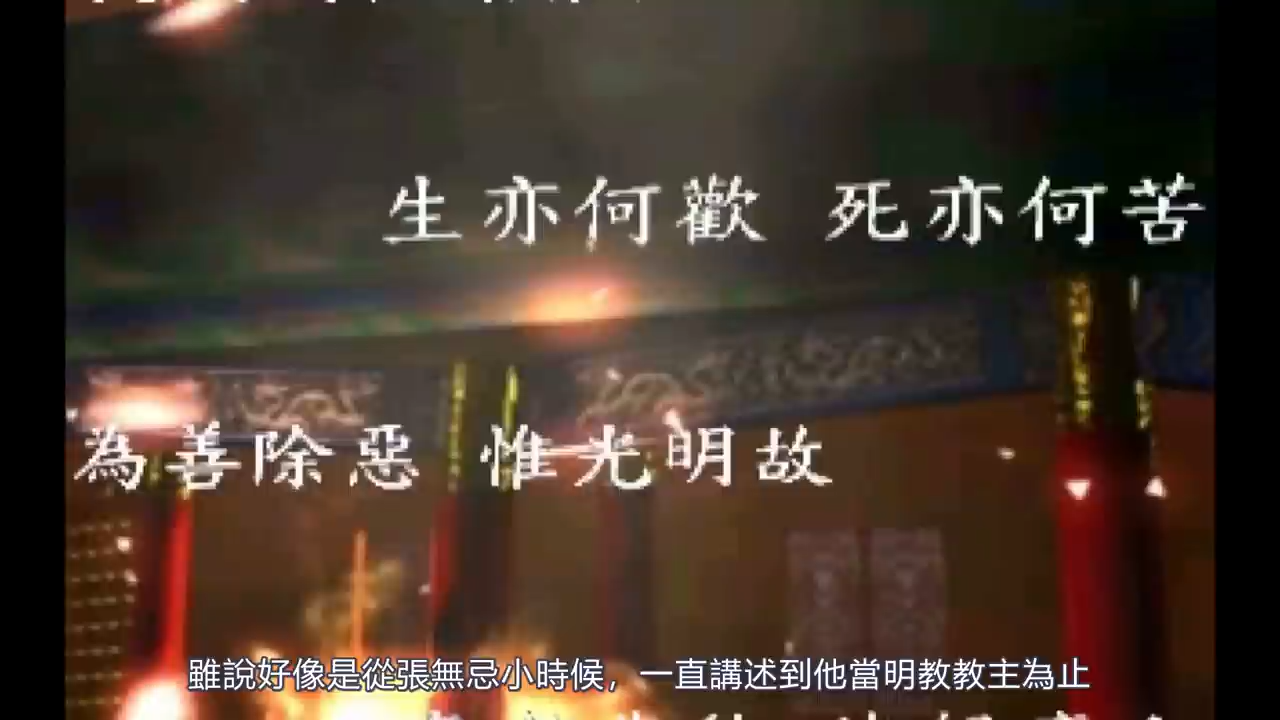 生亦何歡 死亦何苦
為善除惡 惟光明故
雖說好像是從張無忌小時候，一直講述到他當明教教主為止